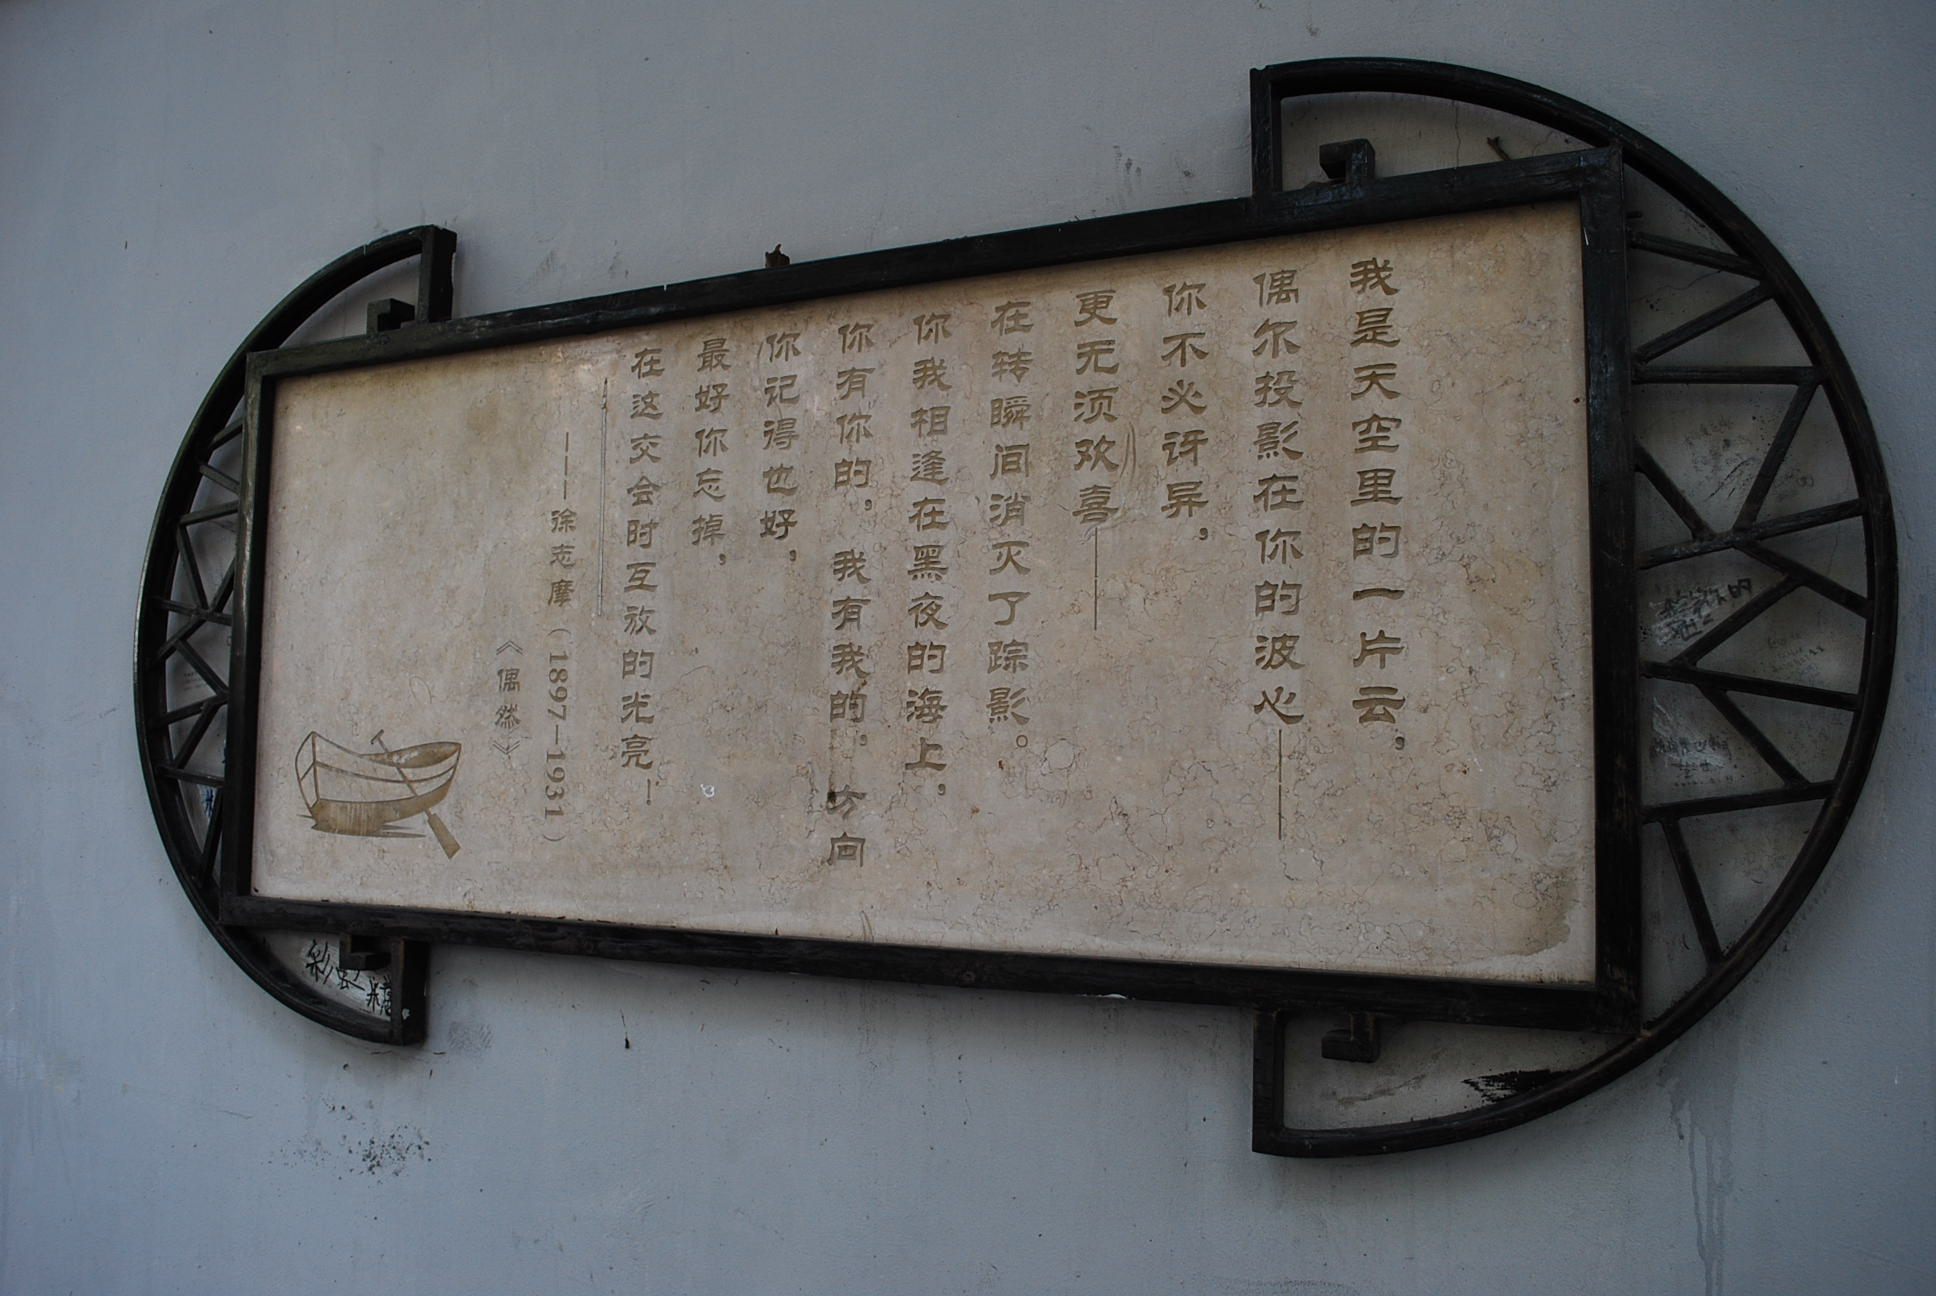 我是天空里的一片云，
偶尔投影在你的波心——
你不必讶异，
更无须欢喜——
在转瞬间消灭了踪影。
你我相逢在黑夜的海上，
你有你的，我有我的，方向
你记得也好，
最好你忘掉，
在这交会时互放的光亮！
———徐志摩（1897—1931）
《偶然》